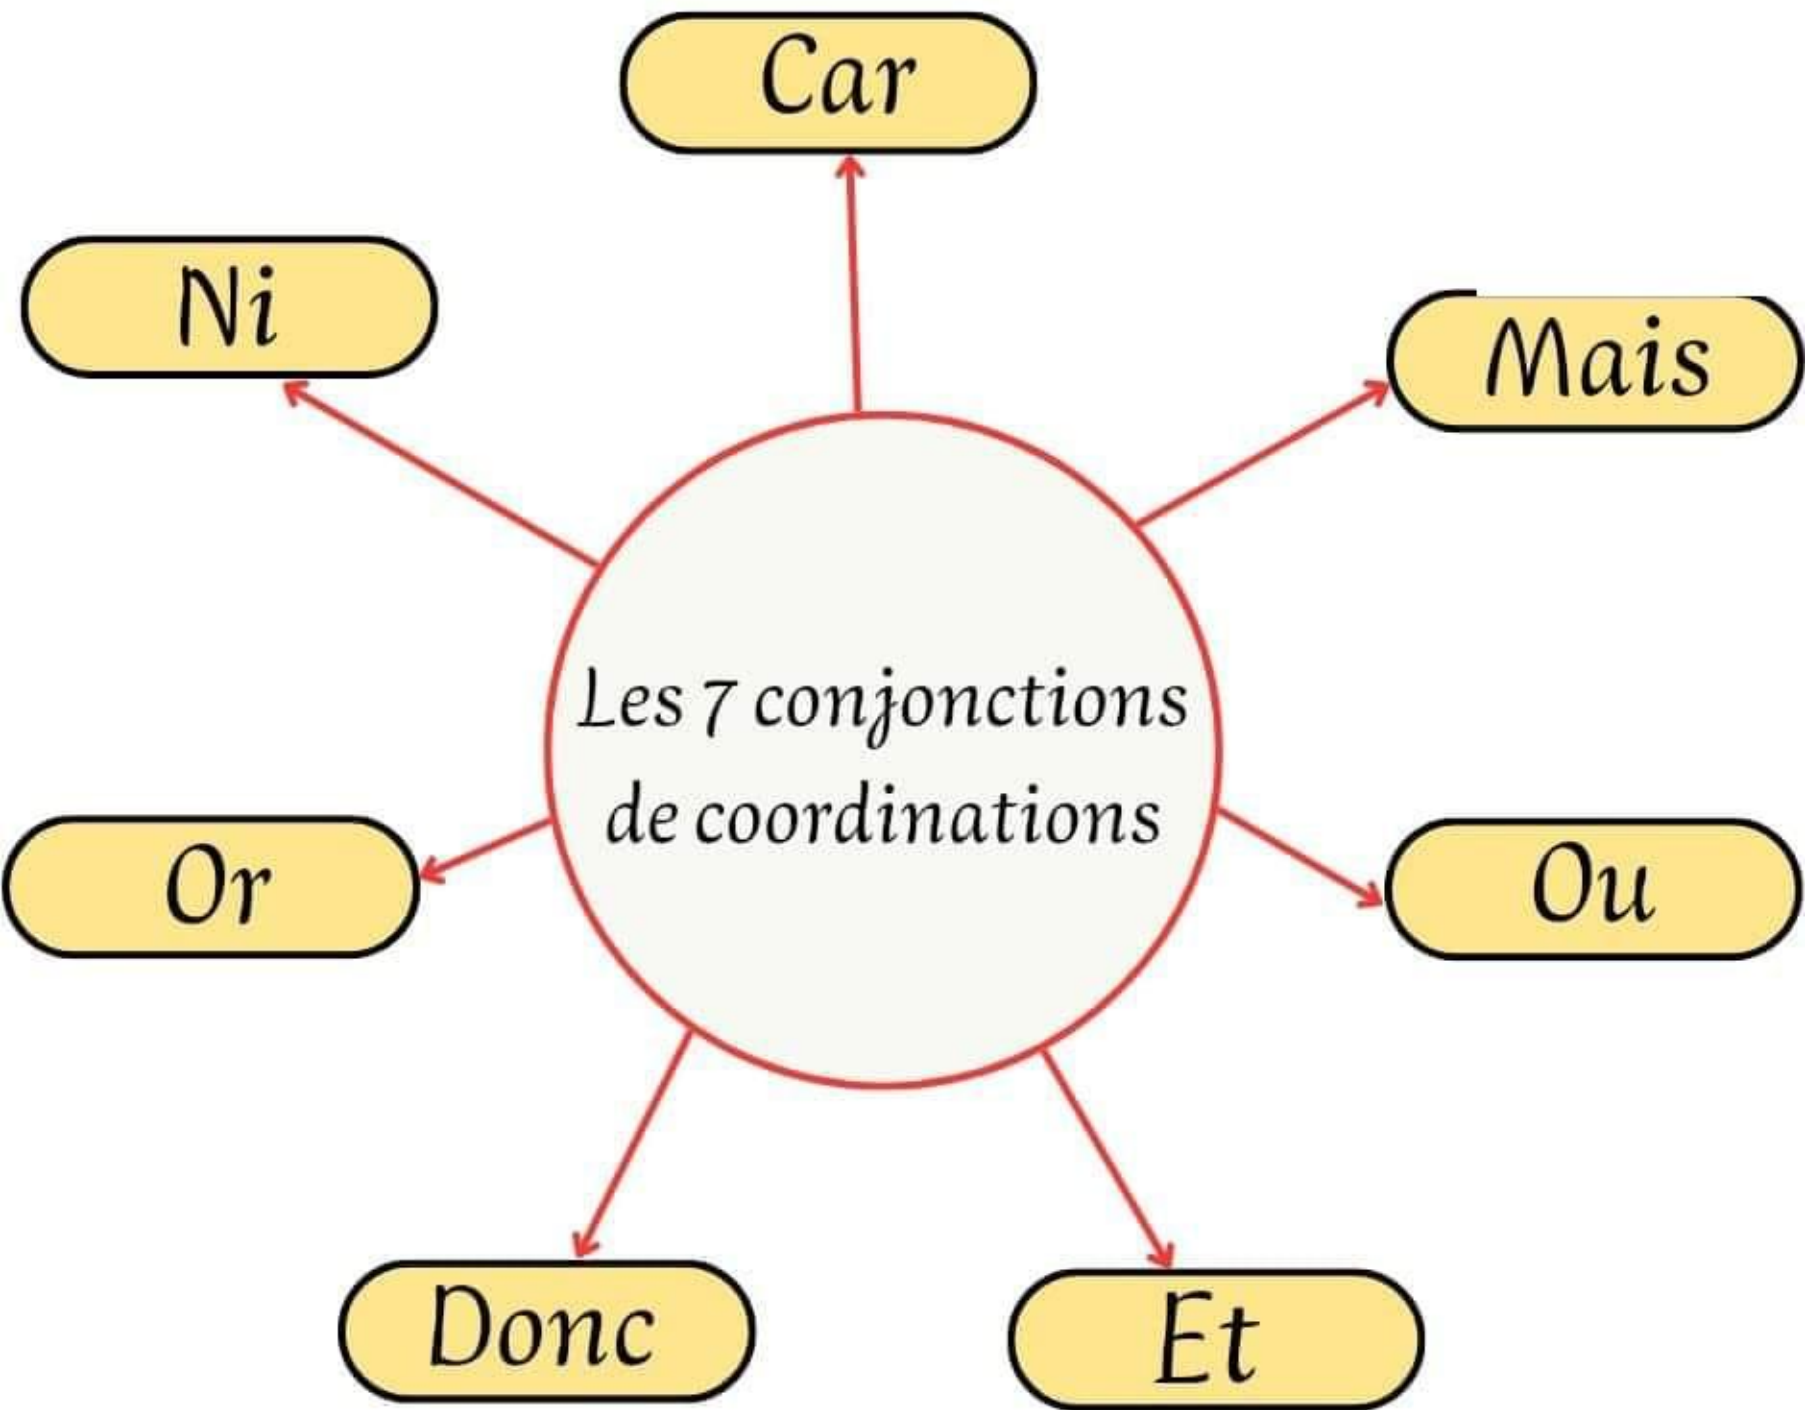 Car
Ni
Mais
Les 7 conjonctions
de coordinations
Or
Ou
Donc
Et